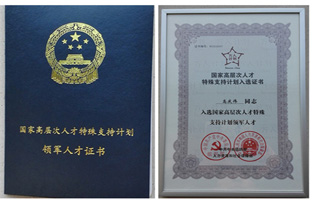 国家高层次人才特殊支持计划
领军人才证书
国家高层次人才
特殊支持计划入选证书
同志
入选国家高层次人才特殊
支持计划领军人才